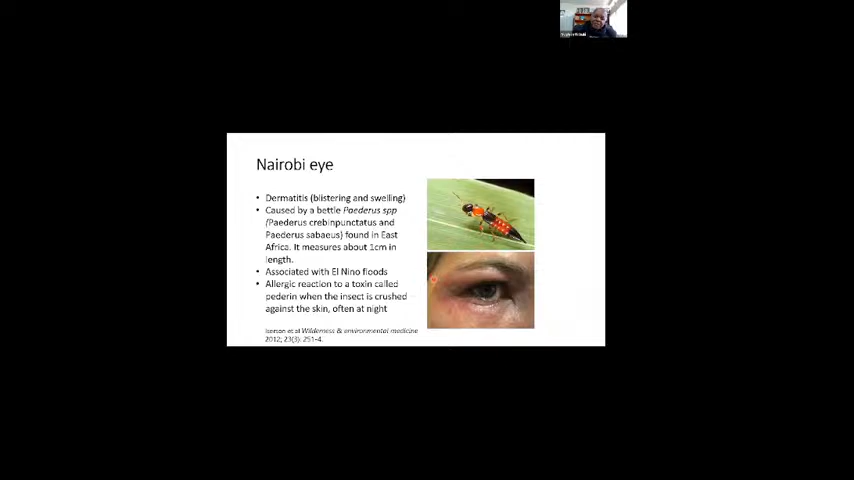 Nairobi eye
• Dermatitis (blistering and swelling)
• Caused by a bettle Paederus spp
(Paederus crebinpunctatus and
Paederus sabaeus) found in East
Africa. It measures about 1cm in
length.
• Associated with El Nino floods
• Allergic reaction to a toxin called
pederin when the insect is crushed
against the skin, often at night
Iserson et al Wilderness & environmental medicine
2012; 23(3): 251-4.